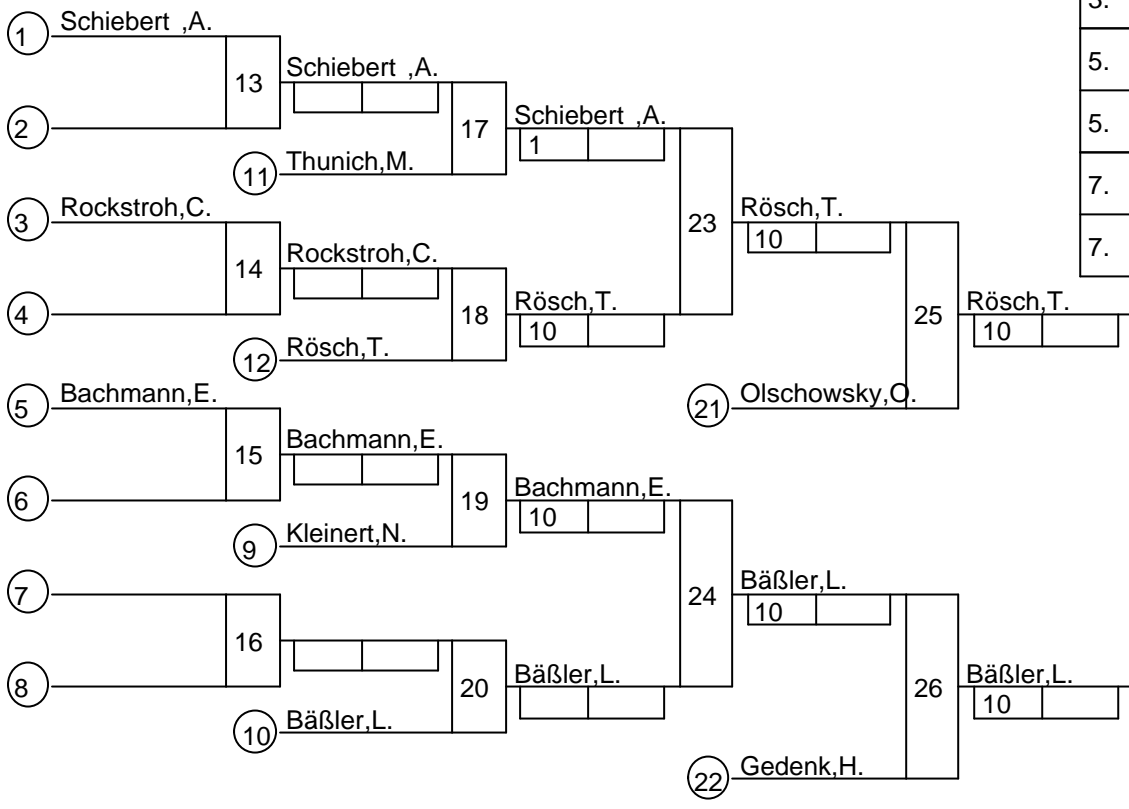 3.
1 Schiebert ,A.
13 Schiebert ,A.
5.
2
17 Schiebert ,A.
5.
1
11 Thunich,M.
7.
3 Rockstroh,C.
23 Rösch,T.
10
7.
14 Rockstroh,C.
4
18 Rösch,T.
10
25 Rösch,T.
10
12 Rösch,T.
5 Bachmann,E.
21 Olschowsky,O.
15 Bachmann,E.
6
19 Bachmann,E.
10
9 Kleinert,N.
7
24 Bäßler,L.
10
16
8
20 Bäßler,L.
26 Bäßler,L.
10
10 Bäßler,L.
22 Gedenk,H.